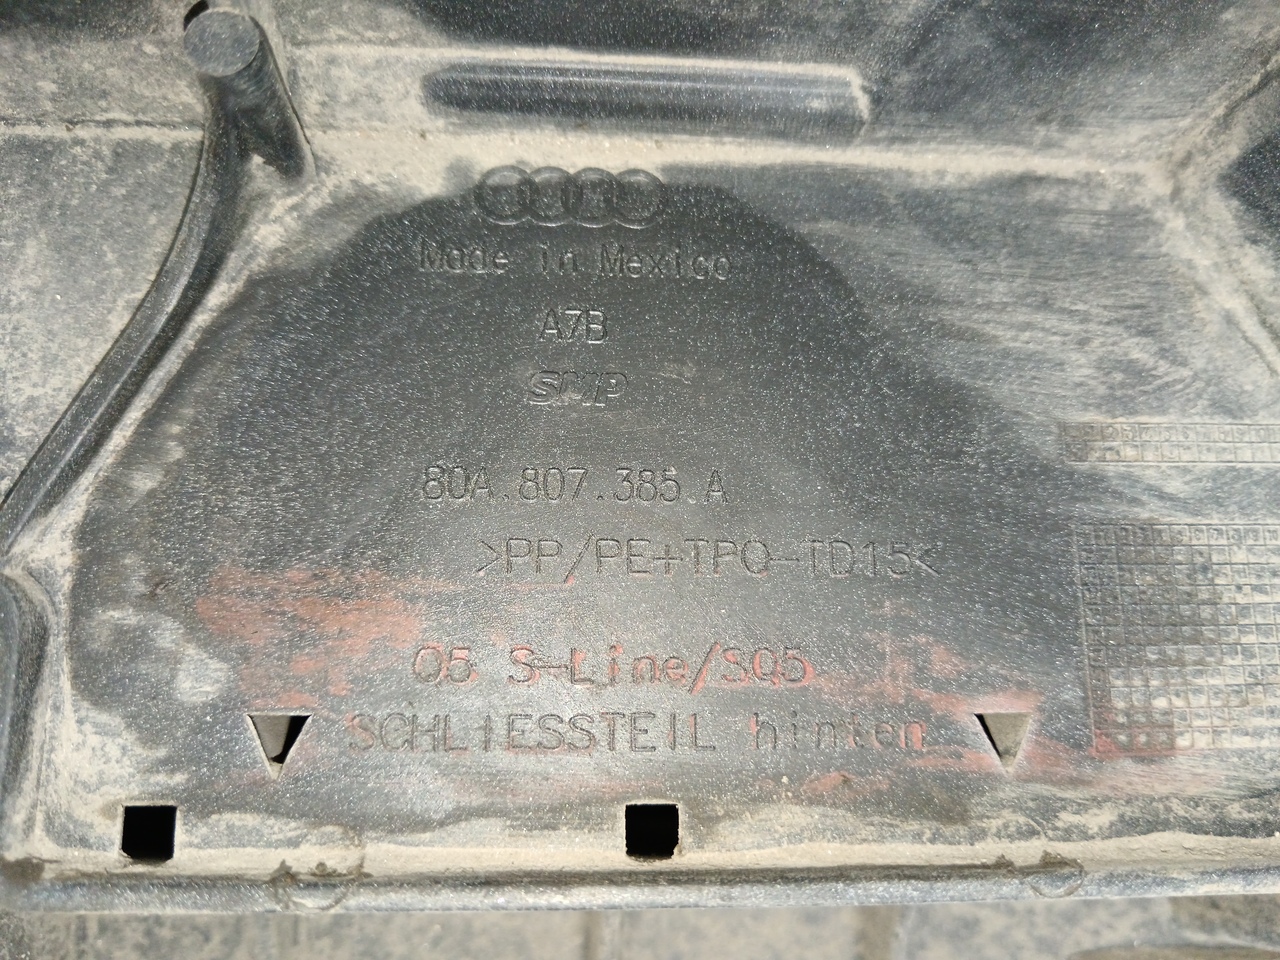 Made in Mexico
A7B
SMP
80A.807.385.A
>PP/PE+TPO-TD15<
Q5 S-Line/SQ5
SCHLIESSTEIL hinten